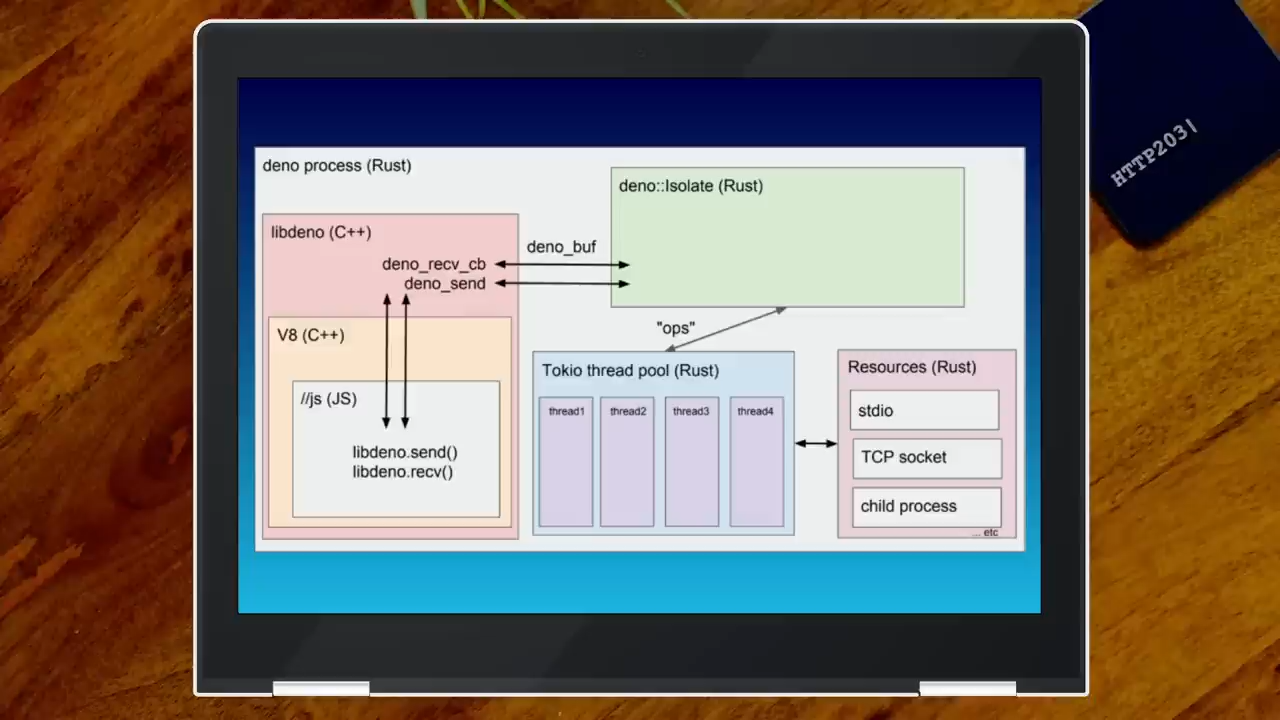 deno process (Rust)
deno::Isolate (Rust)
libdeno (C++)
deno_buf
deno_recv_cb
deno_send
V8 (C++)
"ops"
//js (JS)
libdeno.send()
libdeno.recv()
Tokio thread pool (Rust)
thread1
thread2
thread3
thread4
Resources (Rust)
stdio
TCP socket
child process
... etc
HTTP203|